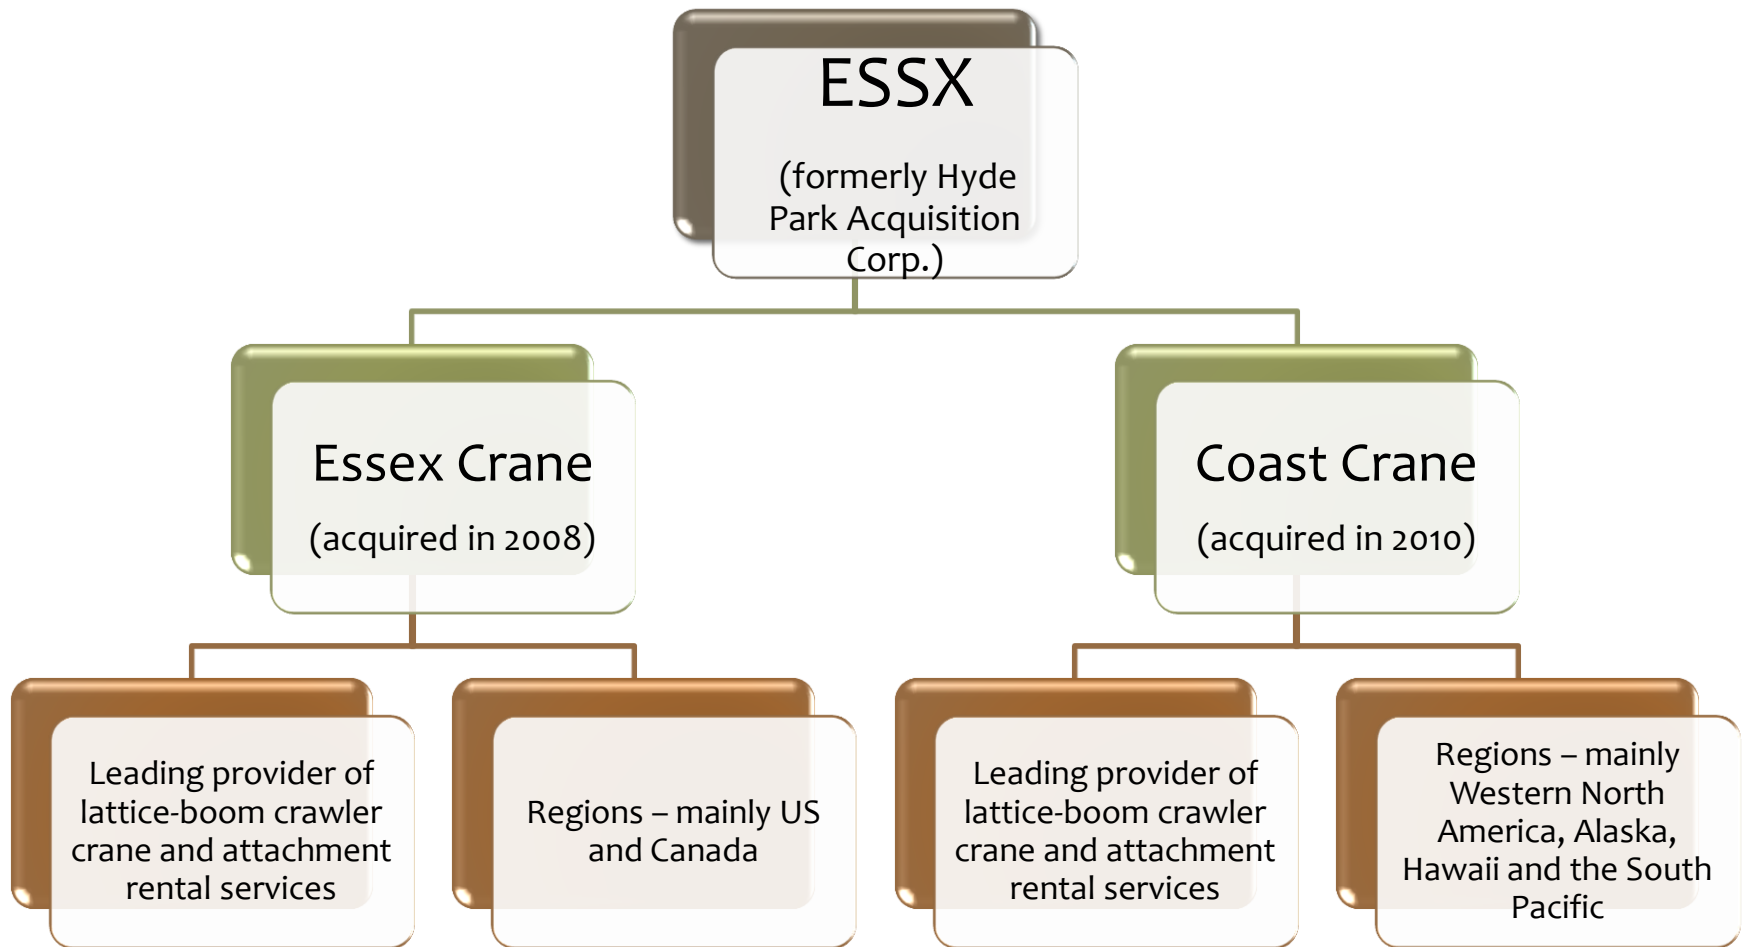 ESSX
(formerly Hyde
Park Acquisition
Corp.)
Essex Crane
(acquired in 2008)
Coast Crane
(acquired in 2010)
Leading provider of
lattice-boom crawler
crane and attachment
rental services
Regions – mainly US
and Canada
Leading provider of
lattice-boom crawler
crane and attachment
rental services
Regions – mainly
Western North
America, Alaska,
Hawaii and the South
Pacific